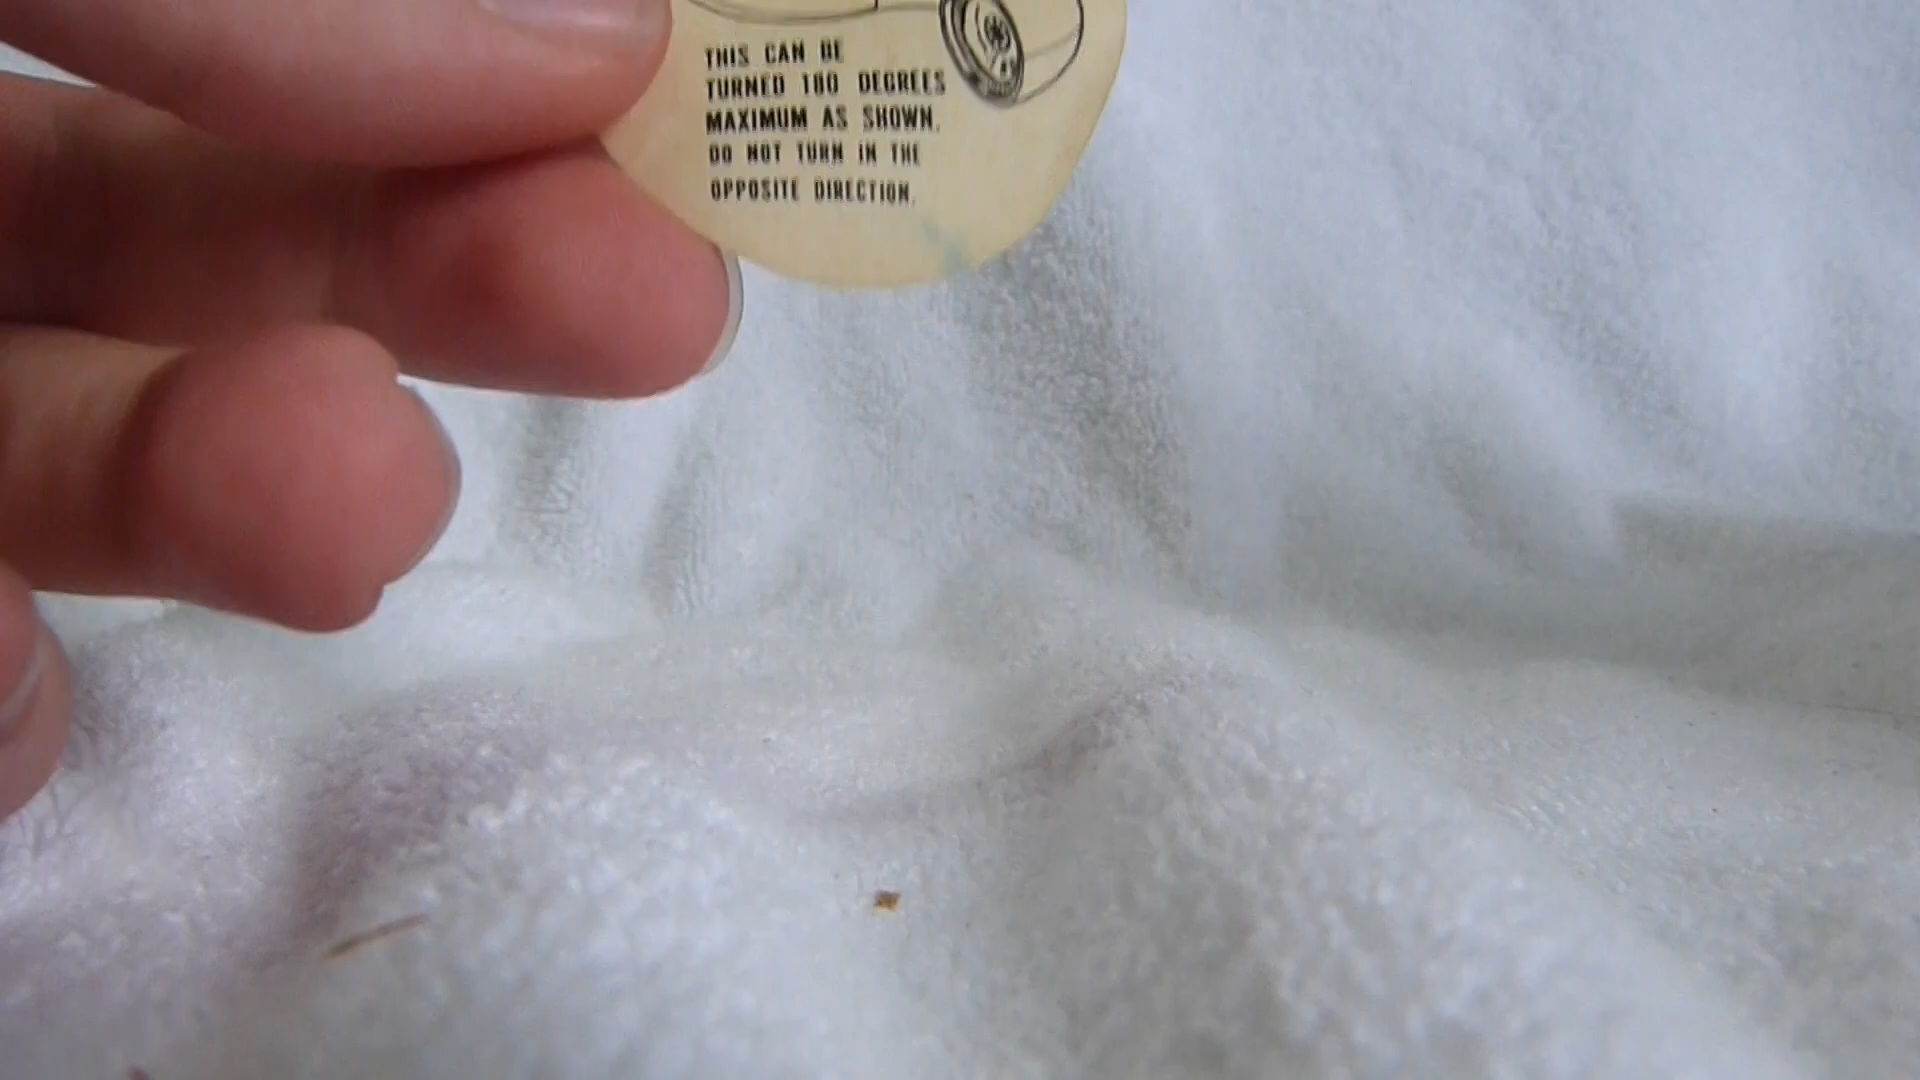 THIS CAN BE
TURNED 180 DEGREES
MAXIMUM AS SHOWN.
DO NOT TURN IN THE
OPPOSITE DIRECTION.